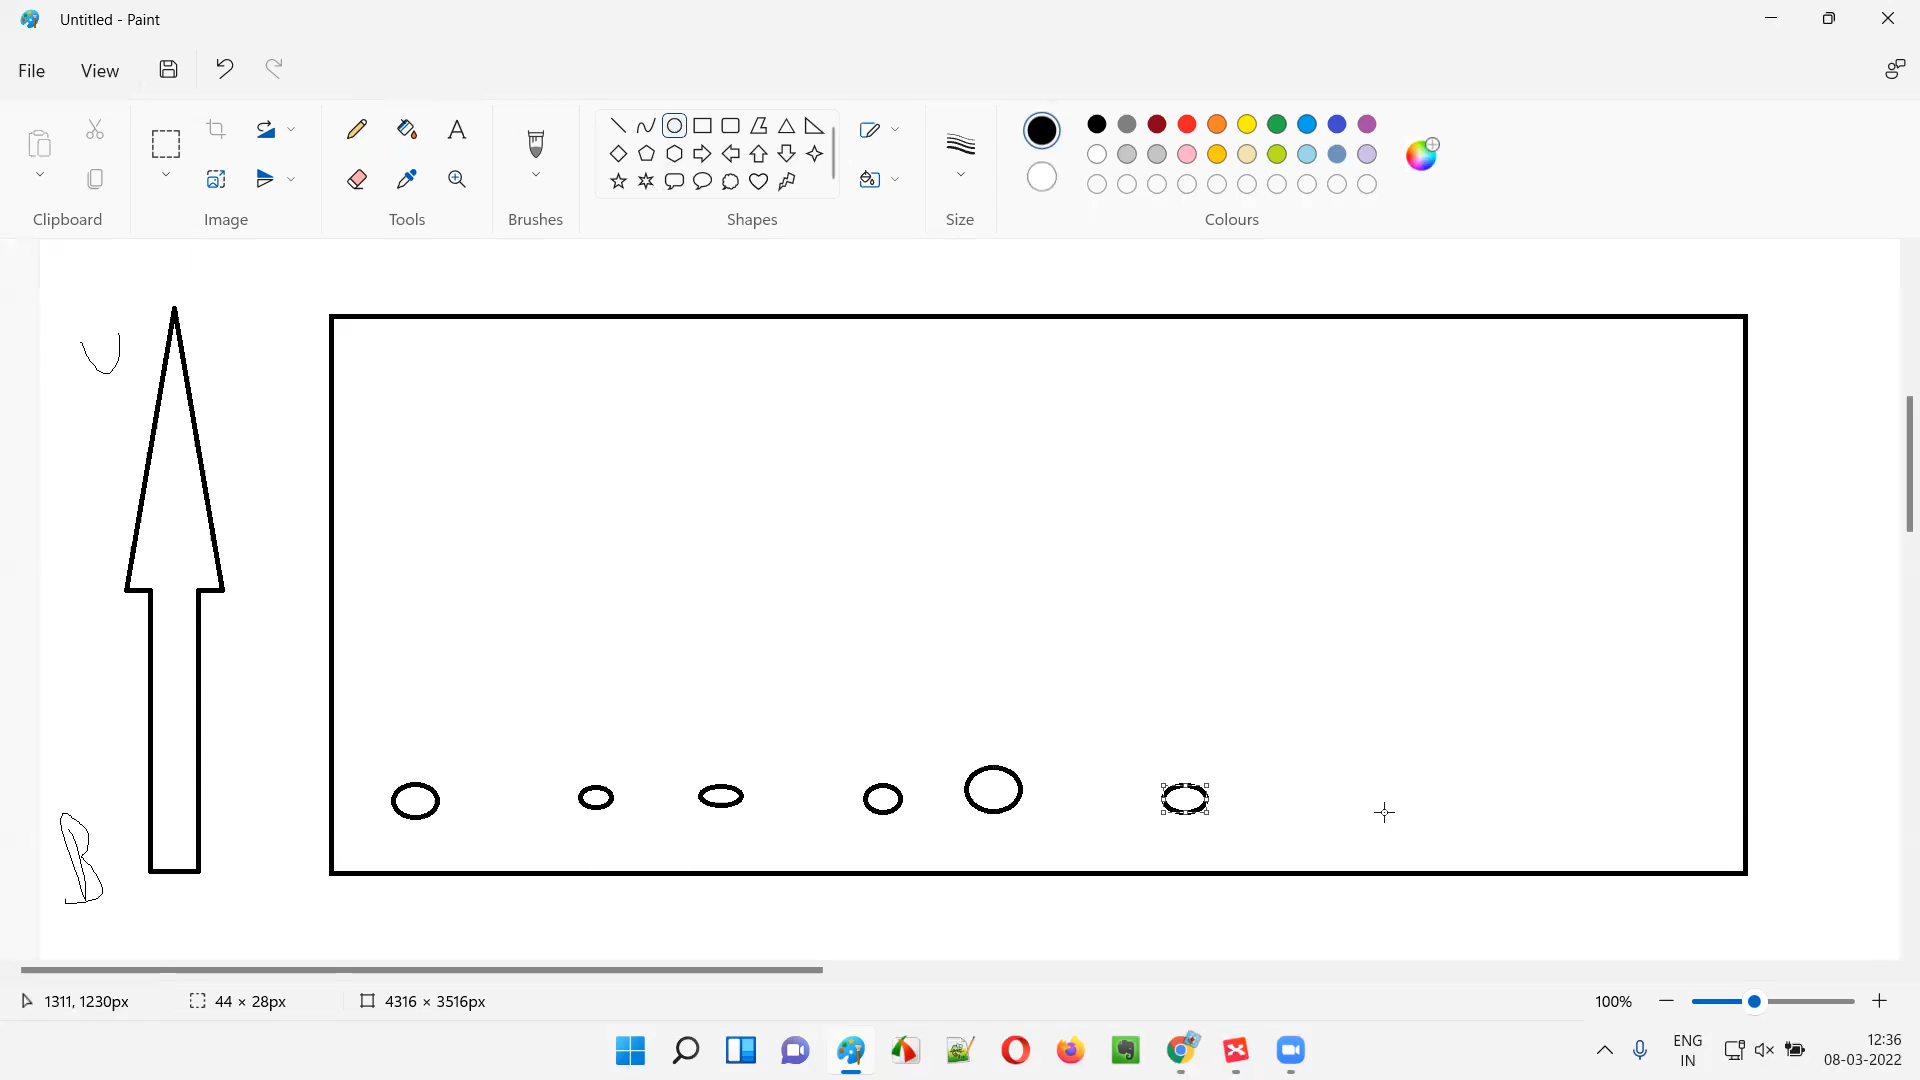 Untitled - Paint
File View
Clipboard Image Tools Brushes Shapes Size Colours
U
B
1311, 1230px 44 × 28px 4316 × 3516px 100%
ENG
IN
12:36
08-03-2022